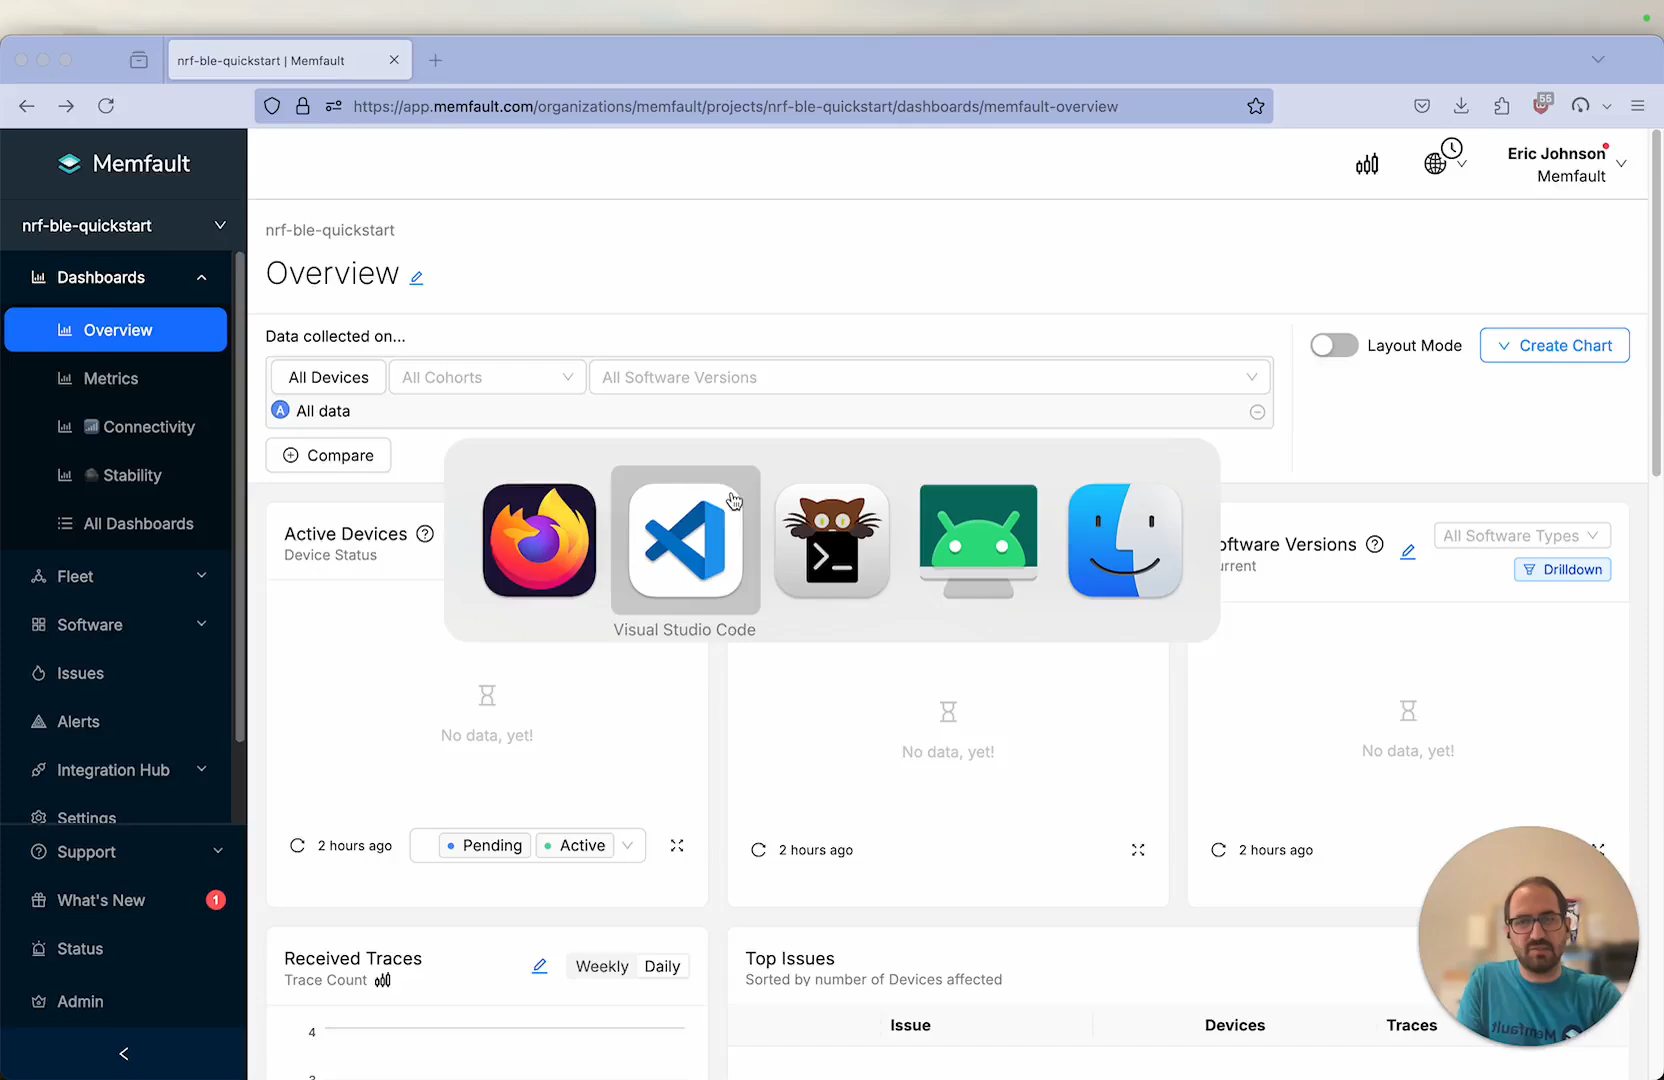 nrf-ble-quickstart | Memfault
https://app.memfault.com/organizations/memfault/projects/nrf-ble-quickstart/dashboards/memfault-overview
55
Memfault
Eric Johnson
Memfault
nrf-ble-quickstart
nrf-ble-quickstart
Dashboards
Overview
Overview
Data collected on...
Layout Mode
Create Chart
Metrics
All Devices
All Cohorts
All Software Versions
A All data
Connectivity
Compare
Stability
All Dashboards
Active Devices
Device Status
oftware Versions
urrent
All Software Types
Drilldown
Fleet
Software
Visual Studio Code
Issues
Alerts
No data, yet!
No data, yet!
No data, yet!
Integration Hub
Settings
2 hours ago
Pending
Active
2 hours ago
2 hours ago
Support
What's New
1
Status
Admin
Received Traces
Trace Count
Weekly
Daily
Top Issues
Sorted by number of Devices affected
Issue
Devices
Traces
4
Memfault